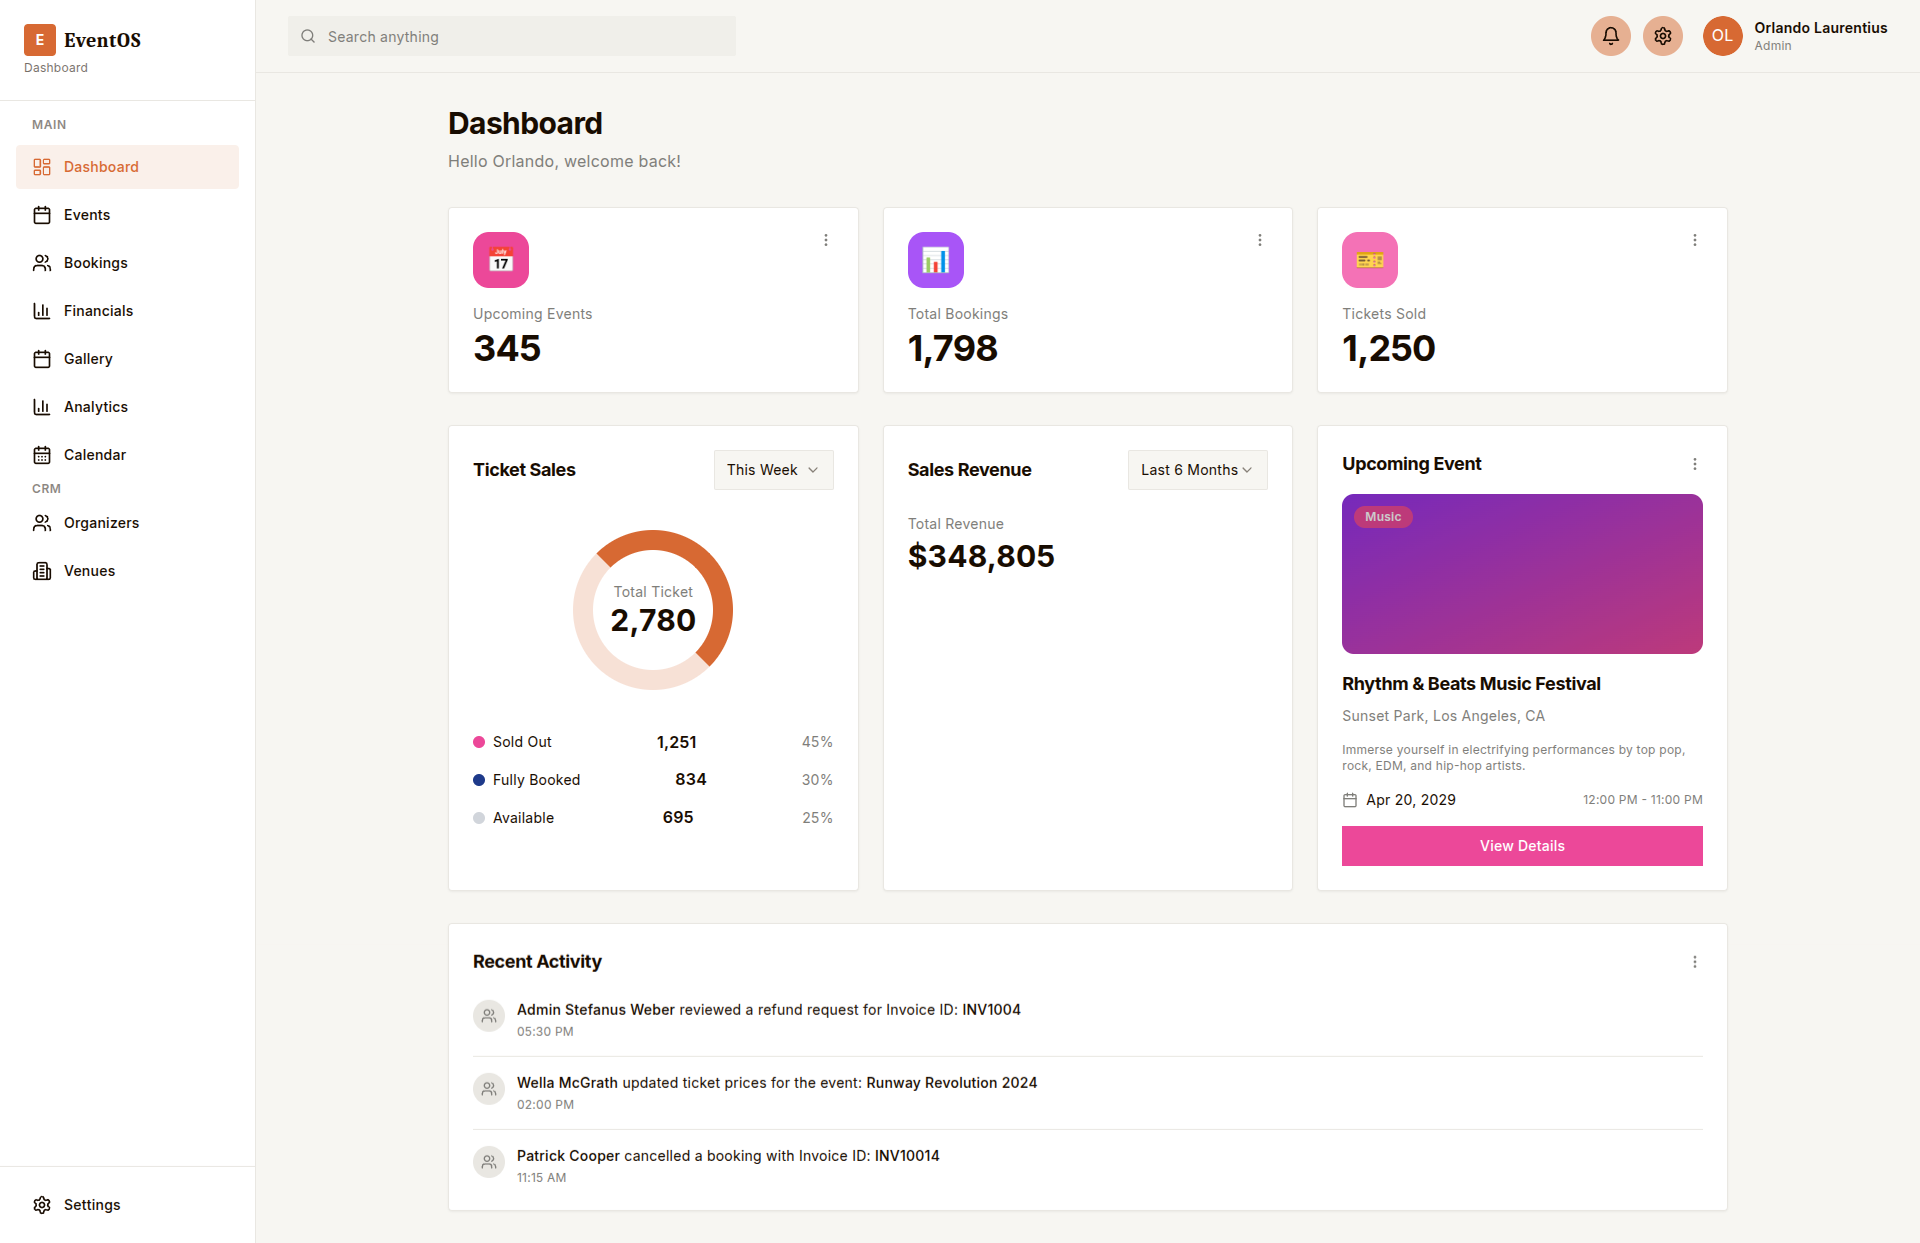 E EventOS
Dashboard
MAIN
Dashboard
Events
Bookings
Financials
Gallery
Analytics
Calendar
CRM
Organizers
Venues
Settings
Search anything
OL
Orlando Laurentius
Admin
Dashboard
Hello Orlando, welcome back!
17
Upcoming Events
345
Total Bookings
1,798
Tickets Sold
1,250
Ticket Sales
This Week
Total Ticket
2,780
Sold Out 1,251 45%
Fully Booked 834 30%
Available 695 25%
Sales Revenue
Last 6 Months
Total Revenue
$348,805
Upcoming Event
Music
Rhythm & Beats Music Festival
Sunset Park, Los Angeles, CA
Immerse yourself in electrifying performances by top pop,
rock, EDM, and hip-hop artists.
Apr 20, 2029 12:00 PM - 11:00 PM
View Details
Recent Activity
Admin Stefanus Weber reviewed a refund request for Invoice ID: INV1004
05:30 PM
Wella McGrath updated ticket prices for the event: Runway Revolution 2024
02:00 PM
Patrick Cooper cancelled a booking with Invoice ID: INV10014
11:15 AM